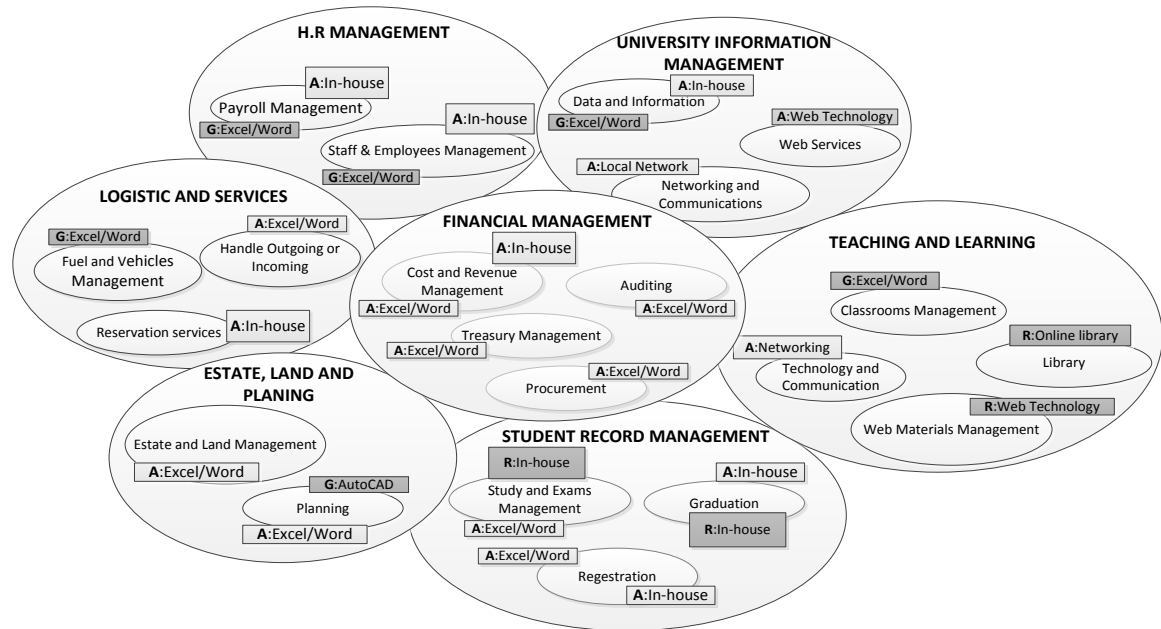 H.R MANAGEMENT
A:In-house
Payroll Management
G:Excel/Word
A:In-house
Staff & Employees Management
G:Excel/Word
UNIVERSITY INFORMATION
MANAGEMENT
A:In-house
Data and Information
G:Excel/Word
A:Web Technology
Web Services
A:Local Network
Networking and
Communications
LOGISTIC AND SERVICES
A:Excel/Word
Handle Outgoing or
Incoming
G:Excel/Word
Fuel and Vehicles
Management
Reservation services
A:In-house
FINANCIAL MANAGEMENT
A:In-house
Cost and Revenue
Management
A:Excel/Word
Auditing
A:Excel/Word
Treasury Management
A:Excel/Word
A:Excel/Word
Procurement
TEACHING AND LEARNING
G:Excel/Word
Classrooms Management
R:Online library
Library
A:Networking
Technology and
Communication
R:Web Technology
Web Materials Management
ESTATE, LAND AND
PLANING
Estate and Land Management
A:Excel/Word
G:AutoCAD
Planning
A:Excel/Word
STUDENT RECORD MANAGEMENT
R:In-house
Study and Exams
Management
A:Excel/Word
A:In-house
Graduation
R:In-house
A:Excel/Word
Regestration
A:In-house